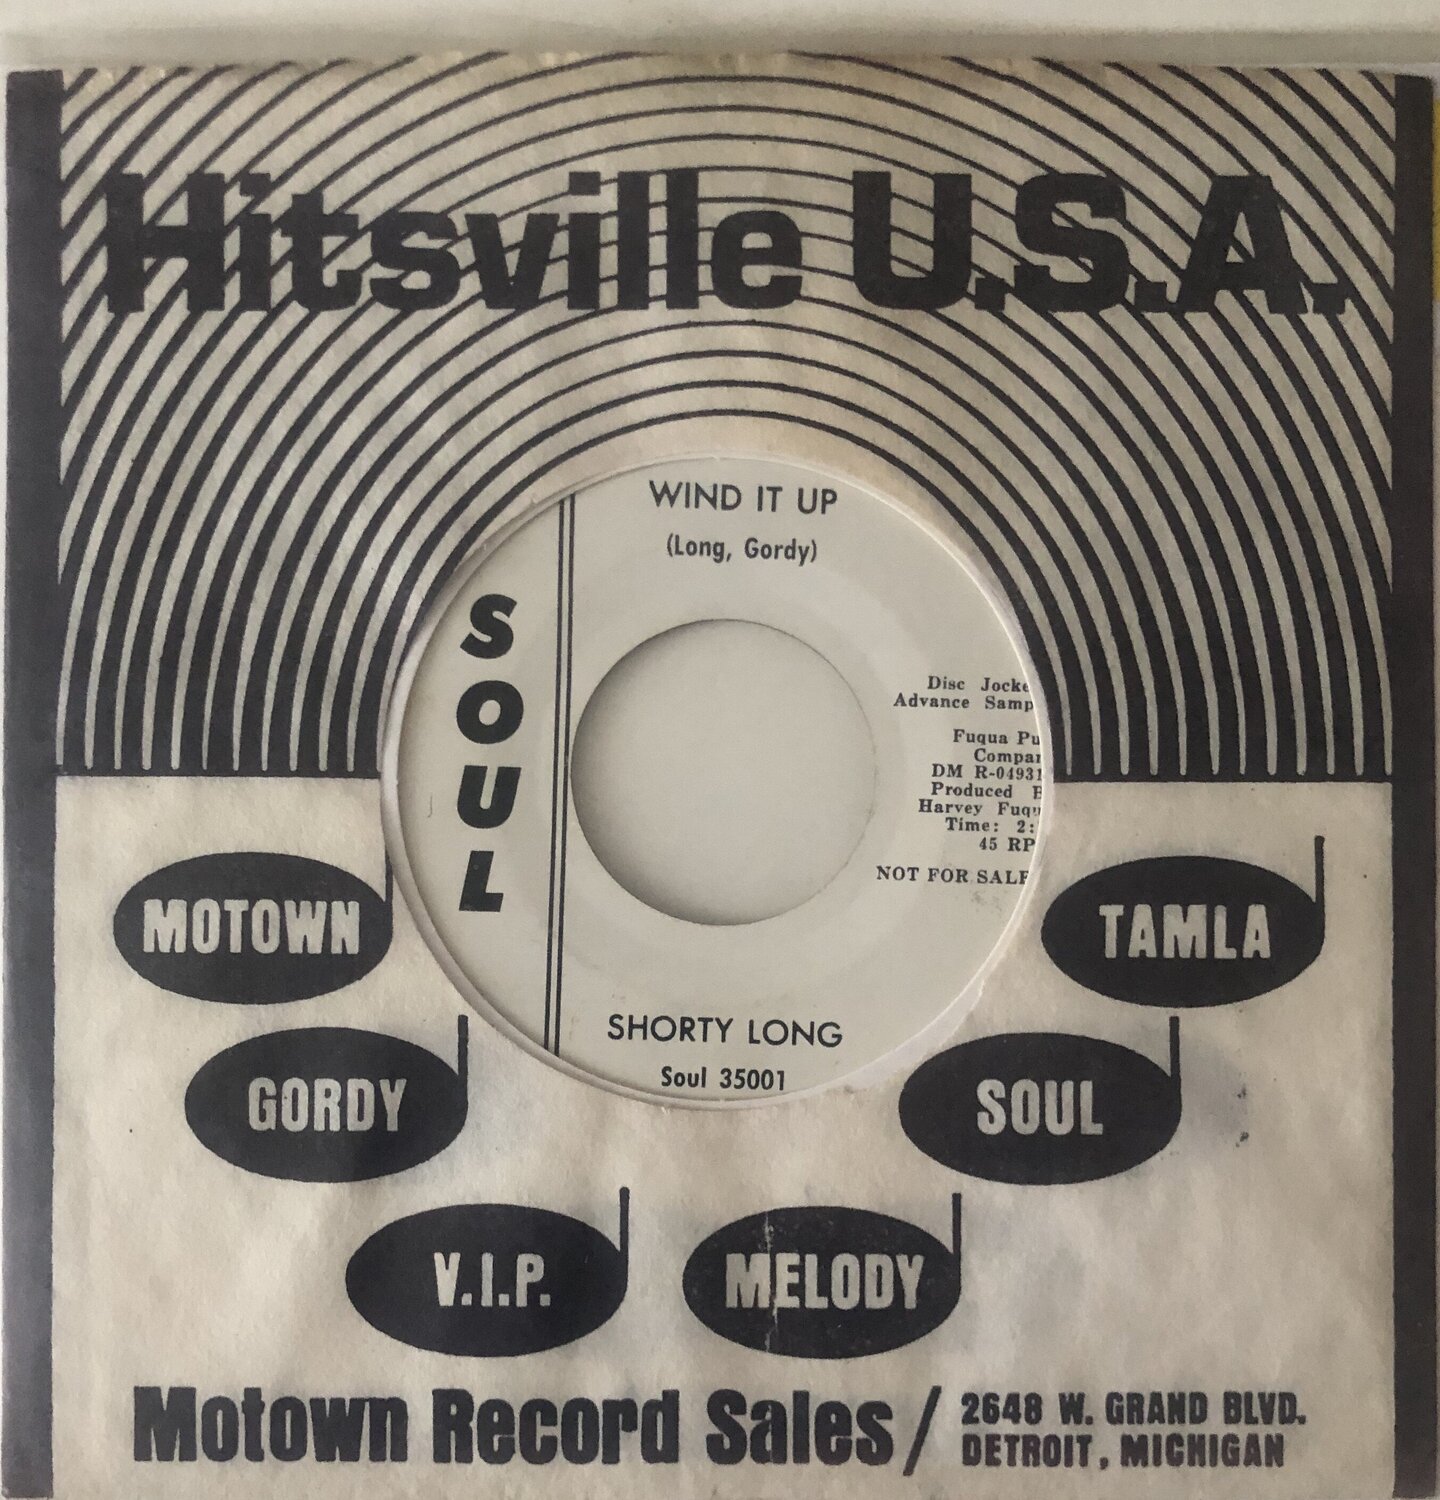 Hitsville U.S.A.
WIND IT UP
(Long, Gordy)
SOUL
Disc Jocke
Advance Samp
Fuqua Pu
Compan
DM R-04931
Produced B
Harvey Fuqu
Time: 2:
45 RP
NOT FOR SALE
SHORTY LONG
Soul 35001
MOTOWN
TAMLA
GORDY
SOUL
V.I.P.
MELODY
Motown Record Sales/
2648 W. GRAND BLVD.
DETROIT, MICHIGAN